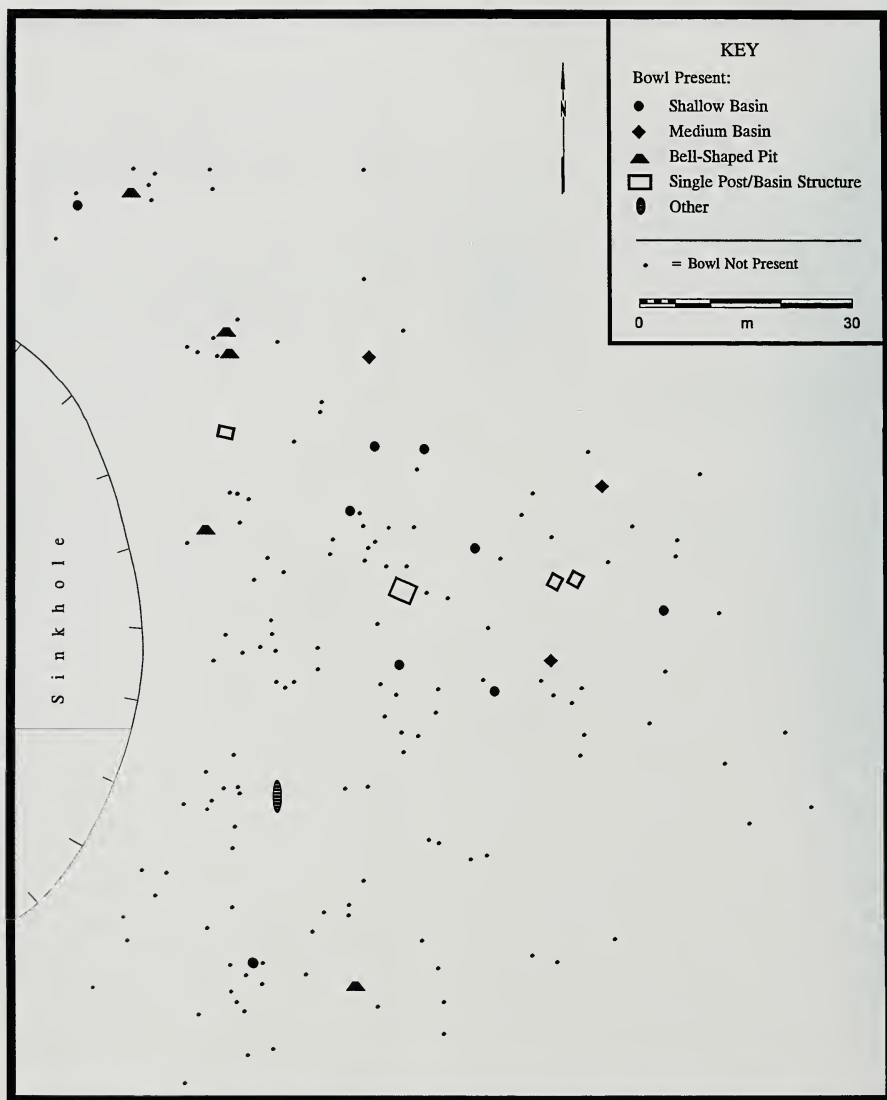 KEY
Bowl Present:
Shallow Basin
Medium Basin
Bell-Shaped Pit
Single Post/Basin Structure
Other
= Bowl Not Present
0 m 30
N
Sinkhole